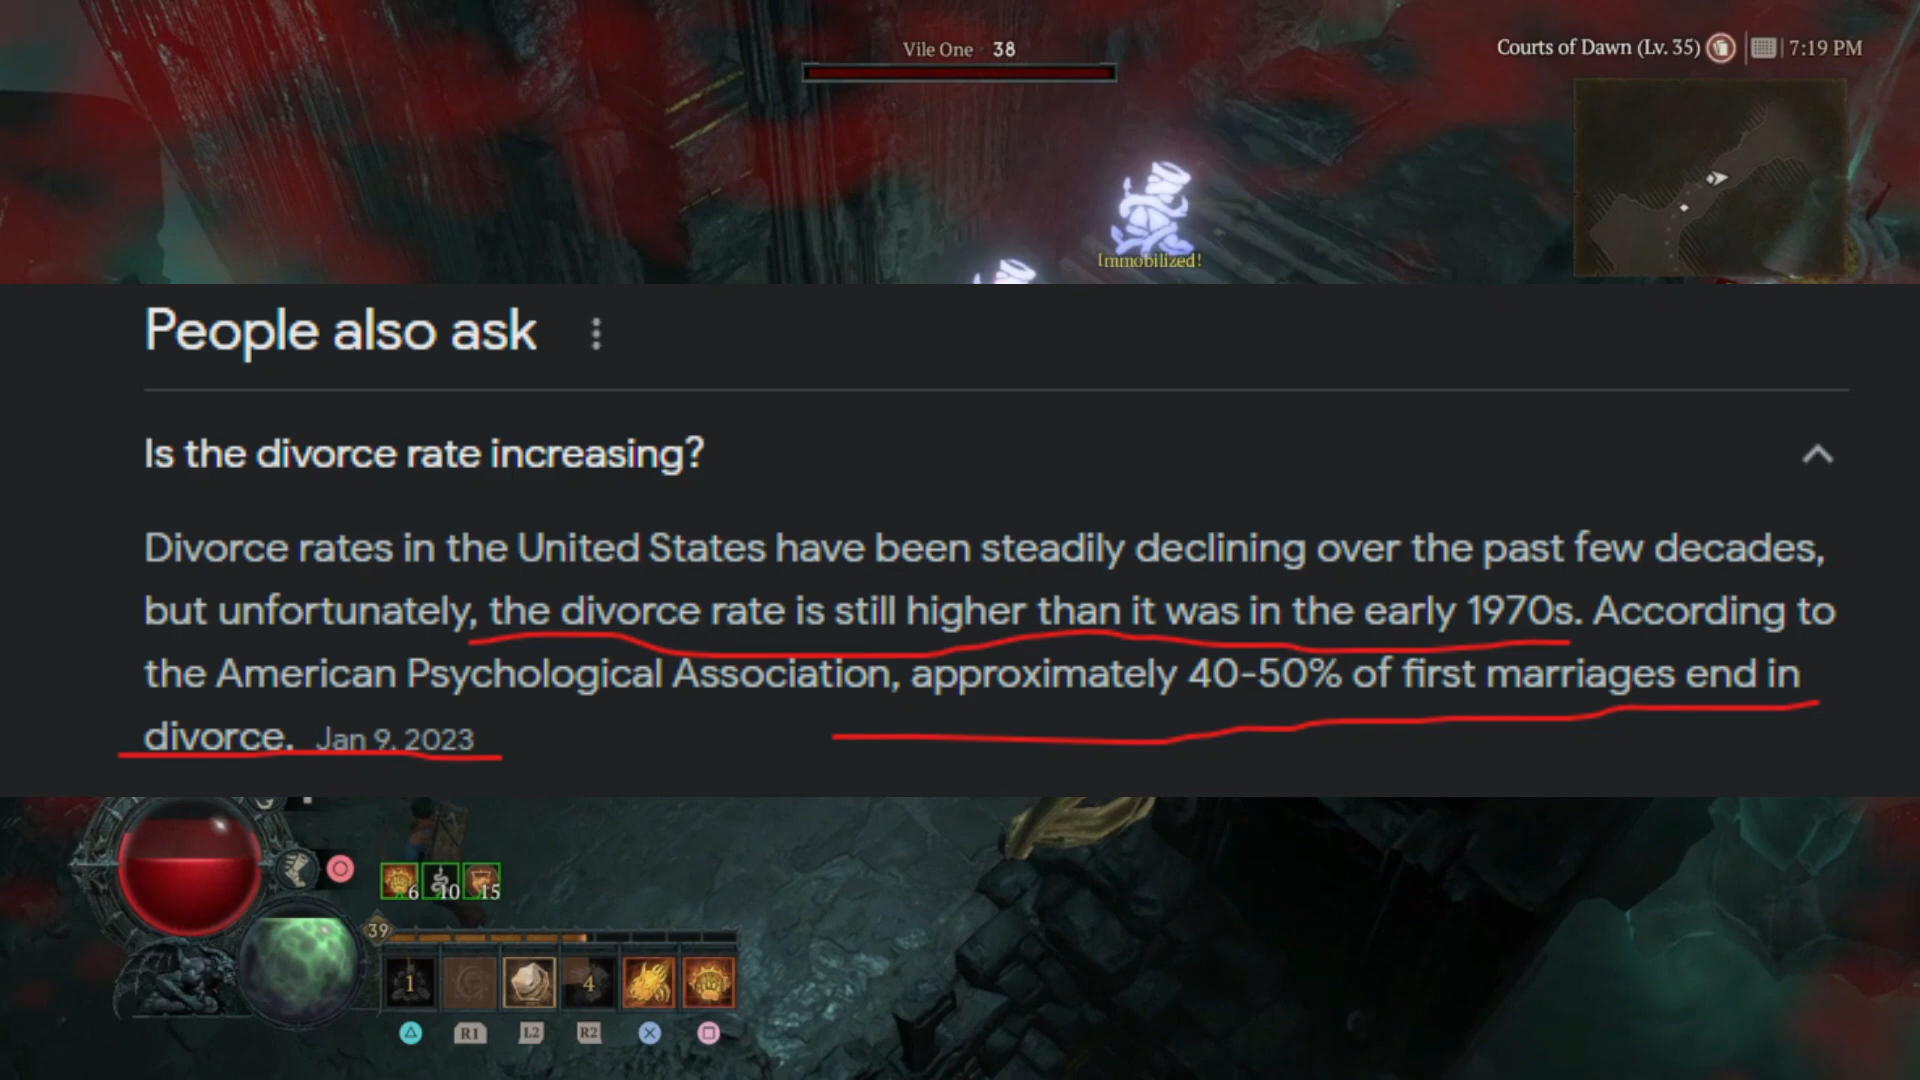 Vile One 38
Courts of Dawn (Lv. 35)
7:19 PM
Immobilized!
People also ask
Is the divorce rate increasing?
Divorce rates in the United States have been steadily declining over the past few decades,
but unfortunately, the divorce rate is still higher than it was in the early 1970s. According to
the American Psychological Association, approximately 40-50% of first marriages end in
divorce. Jan 9, 2023
6 10 15
39
1 4
R1 L2 R2